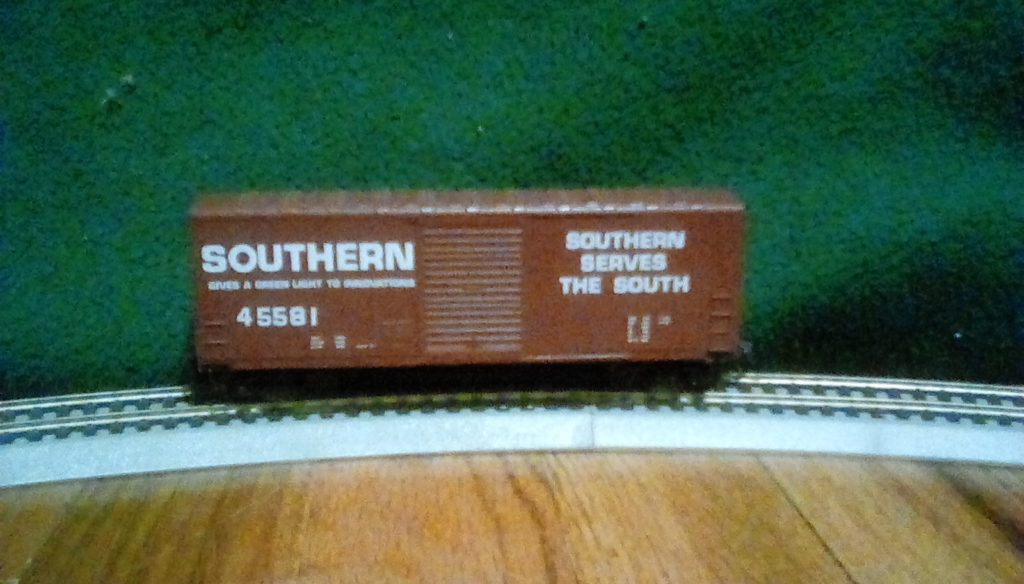 SOUTHERN
GIVES A GREEN LIGHT TO INNOVATIONS
45581
SOUTHERN
SERVES
THE SOUTH